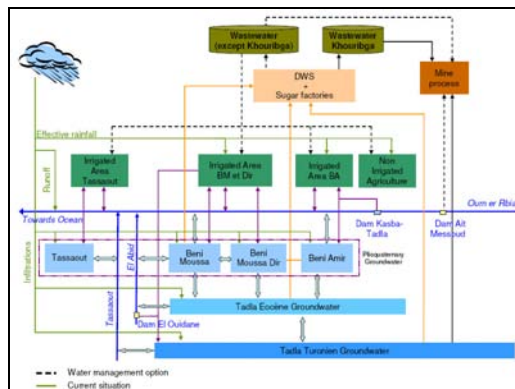 Wastewater
(except Khouribga)
Wastewater
Khouribga
DWS
+
Sugar factories
Mine
process
Effective rainfall
Runoff
Irrigated
Area
Tassaout
Irrigated Area
BM et Dir
Irrigated
Area BA
Non
Irrigated
Agriculture
Oum er Rbia
Towards Ocean
Dam Kasba-
Tadla
Dam Ait
Messoud
Infiltrations
Tassaout
El Abid
Tassaout
Beni
Moussa
Beni
Moussa Dir
Beni Amir
Plioquaternary
Groundwater
Tadla Eocène Groundwater
Dam El Ouidane
Tadla Turonien Groundwater
Water management option
Current situation